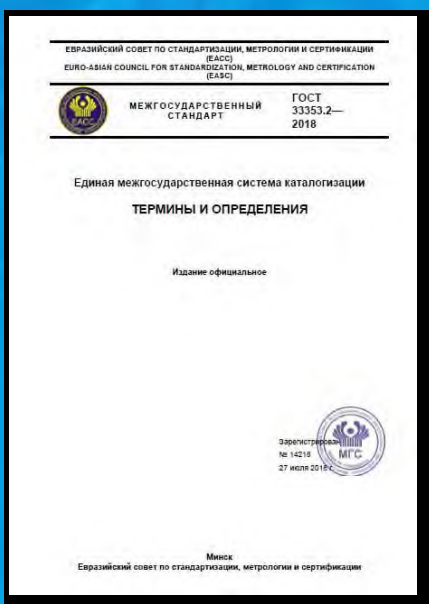 ЕВРАЗИЙСКИЙ СОВЕТ ПО СТАНДАРТИЗАЦИИ, МЕТРОЛОГИИ И СЕРТИФИКАЦИИ
(ЕАСС)
EURO-ASIAN COUNCIL FOR STANDARDIZATION, METROLOGY AND CERTIFICATION
(EASC)
ЕАСС
МЕЖГОСУДАРСТВЕННЫЙ
СТАНДАРТ
ГОСТ
33353.2—
2018
Единая межгосударственная система каталогизации
ТЕРМИНЫ И ОПРЕДЕЛЕНИЯ
Издание официальное
Зарегистрирован
№ 14216
МГС
27 июля 2018 г.
Минск
Евразийский совет по стандартизации, метрологии и сертификации